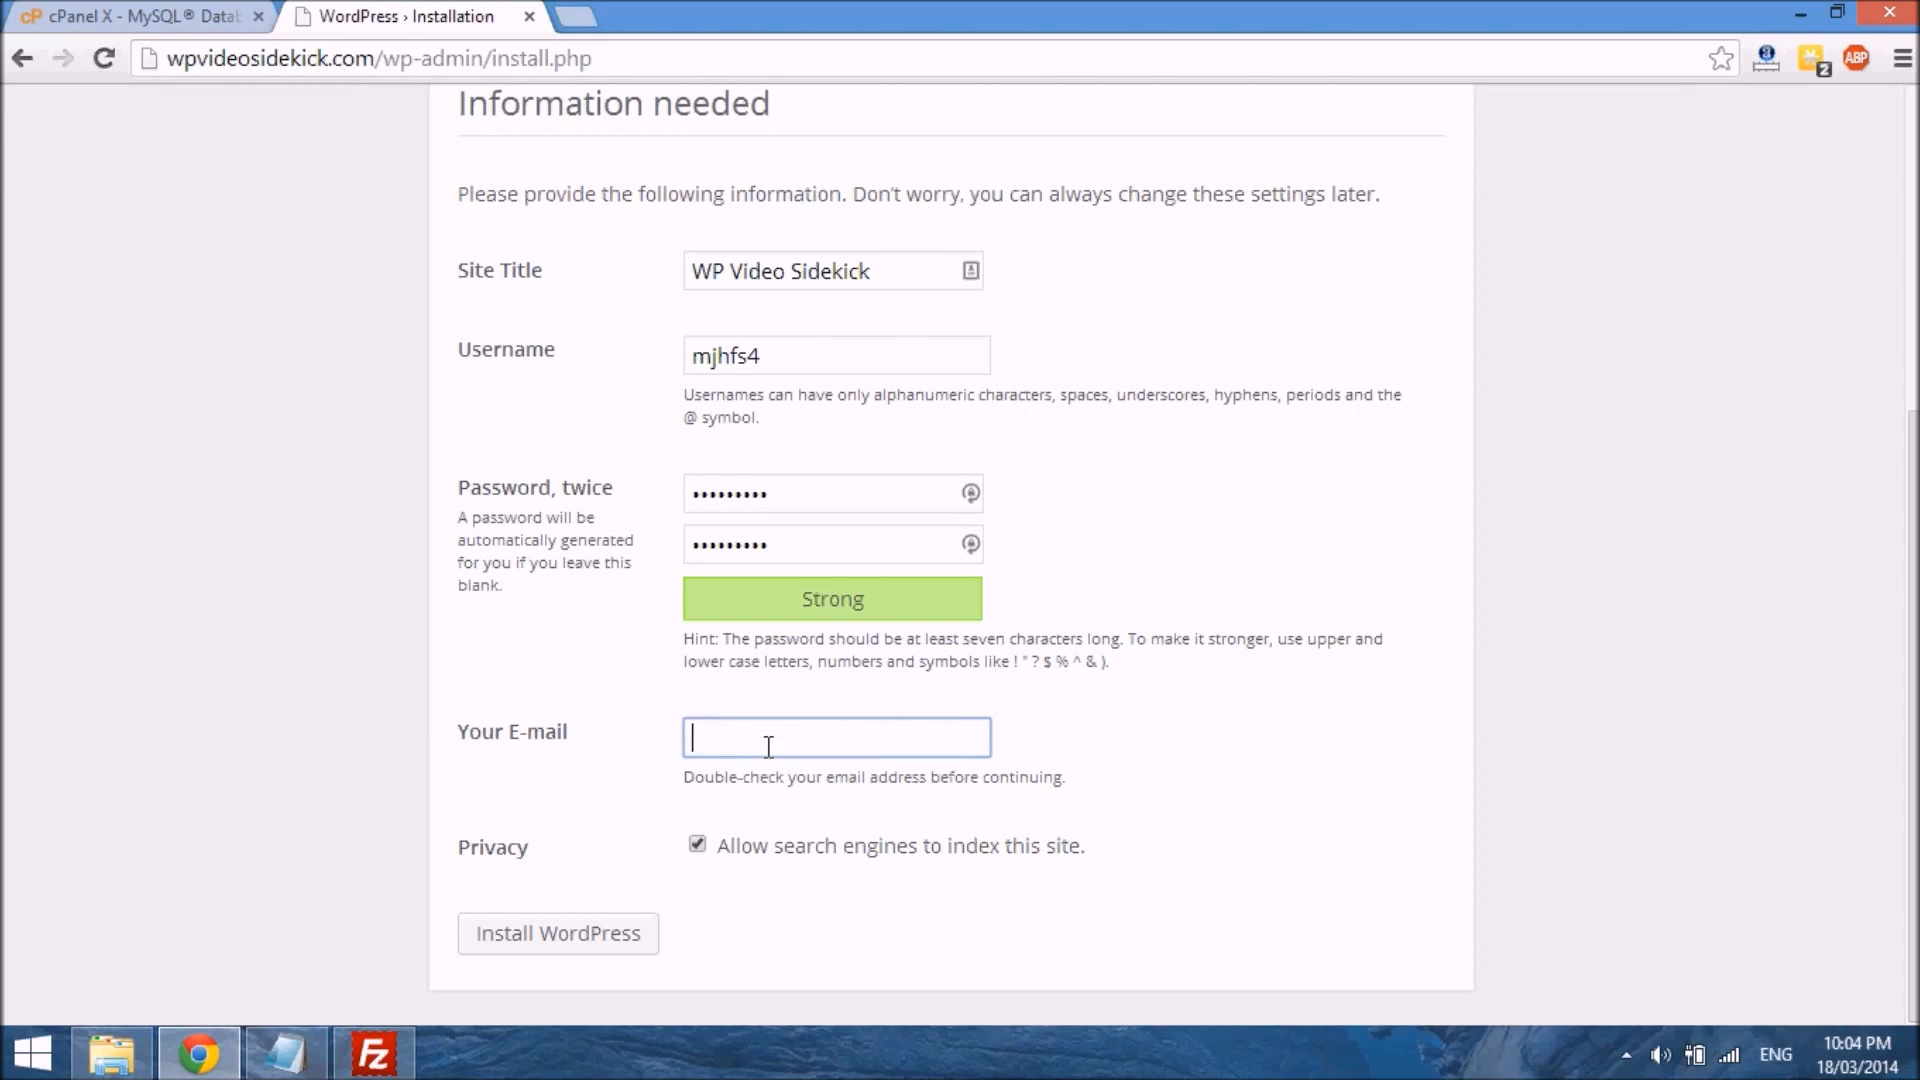 cPanel X - MySQL® Datab
WordPress › Installation
wpvideosidekick.com/wp-admin/install.php
2
ABP
Information needed
Please provide the following information. Don't worry, you can always change these settings later.
Site Title
WP Video Sidekick
Username
mjhfs4
Usernames can have only alphanumeric characters, spaces, underscores, hyphens, periods and the
@ symbol.
Password, twice
A password will be
automatically generated
for you if you leave this
blank.
•••••••••
•••••••••
Strong
Hint: The password should be at least seven characters long. To make it stronger, use upper and
lower case letters, numbers and symbols like ! " ? $ % ^ & ).
Your E-mail
Double-check your email address before continuing.
Privacy
Allow search engines to index this site.
Install WordPress
Fz
ENG
10:04 PM
18/03/2014